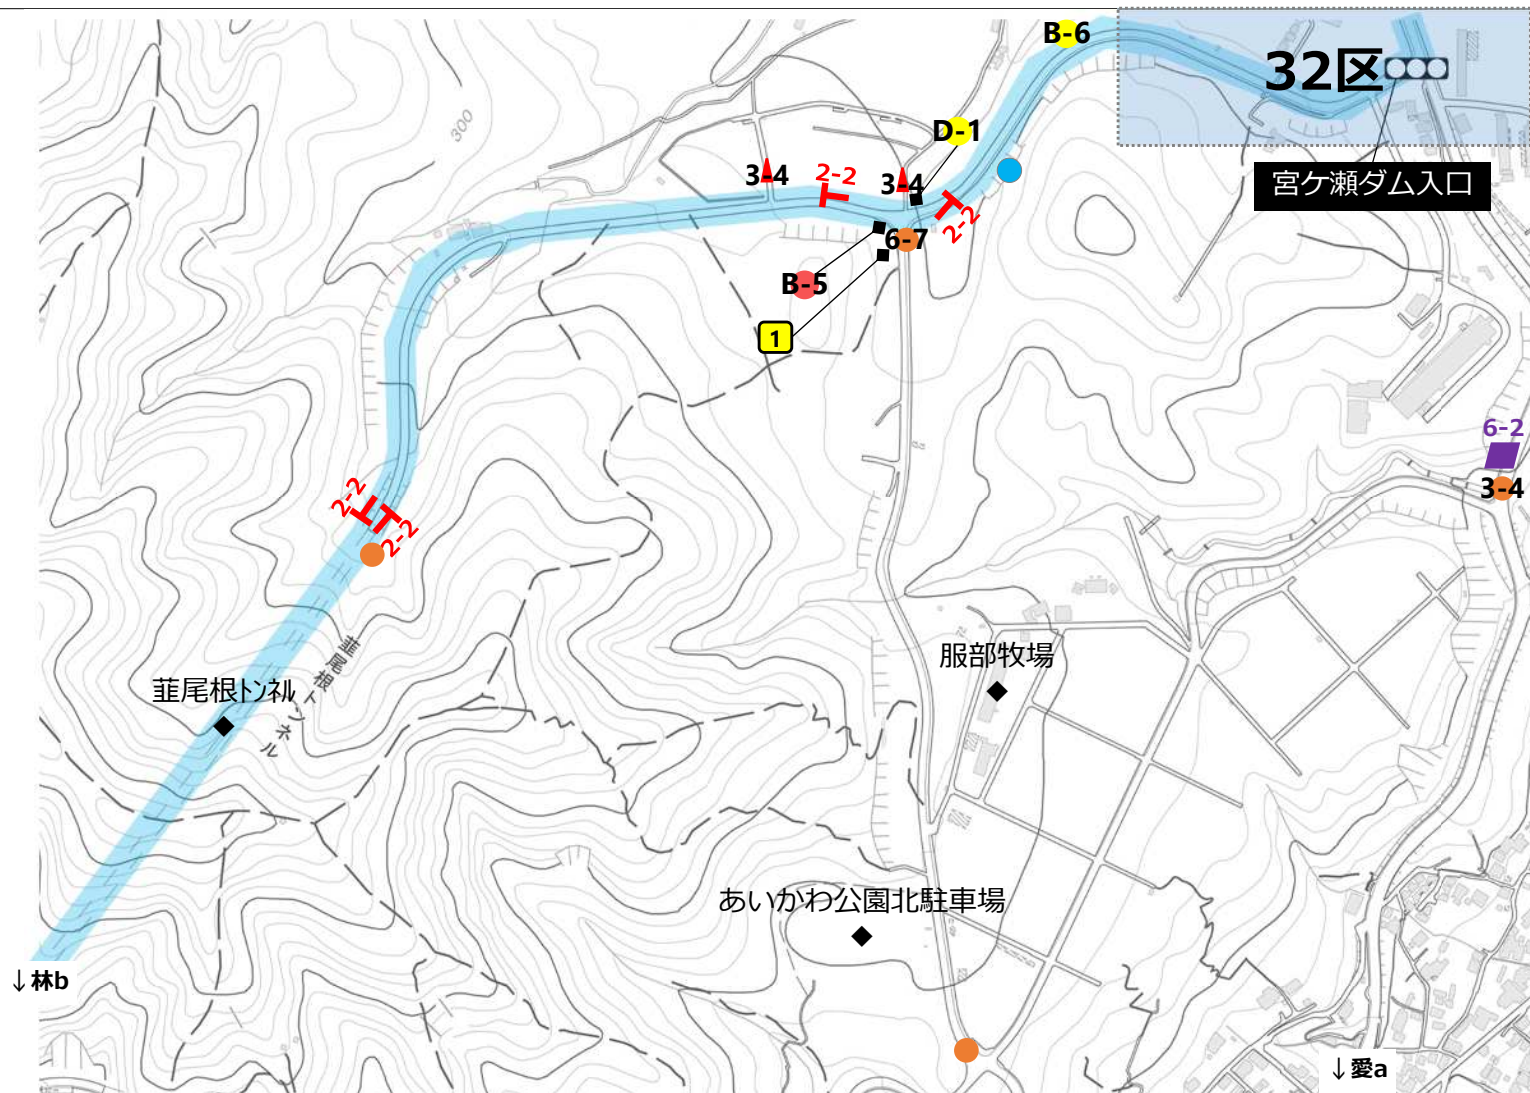 B-6
32区
D-1
宮ケ瀬ダム入口
300
3-4
2-2
3-4
2-2
6-7
B-5
1
6-2
3-4
2-2
2-2
服部牧場
韮尾根ﾄﾝﾈﾙ
韮尾根トンネル
あいかわ公園北駐車場
↓林b
↓愛a